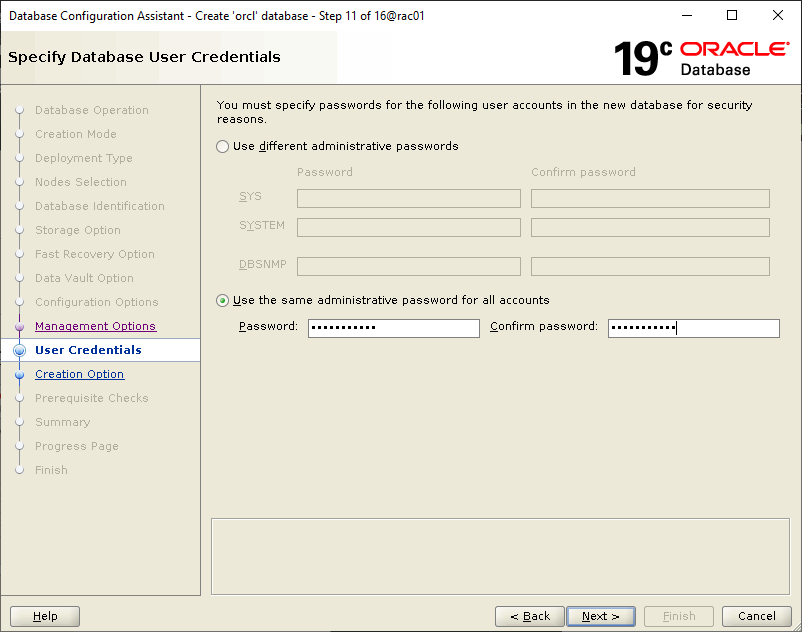 Database Configuration Assistant - Create 'orcl' database - Step 11 of 16@rac01
Specify Database User Credentials
19c ORACLE
Database
Database Operation
Creation Mode
Deployment Type
Nodes Selection
Database Identification
Storage Option
Fast Recovery Option
Data Vault Option
Configuration Options
Management Options
User Credentials
Creation Option
Prerequisite Checks
Summary
Progress Page
Finish
You must specify passwords for the following user accounts in the new database for security
reasons.
Use different administrative passwords
Password Confirm password
SYS
SYSTEM
DBSNMP
Use the same administrative password for all accounts
Password: ••••••••••• Confirm password: •••••••••••
Help < Back Next > Finish Cancel